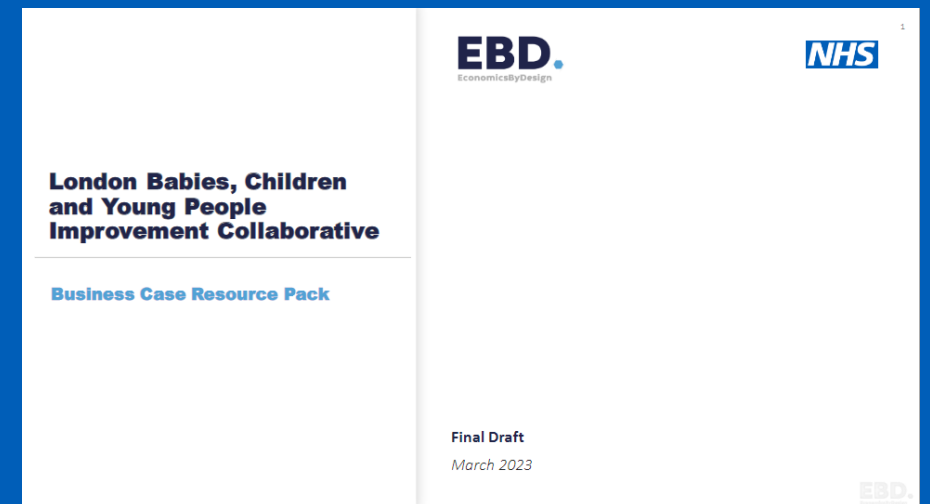 1
EBD.
EconomicsByDesign
NHS
London Babies, Children
and Young People
Improvement Collaborative
Business Case Resource Pack
Final Draft
March 2023
EBD.